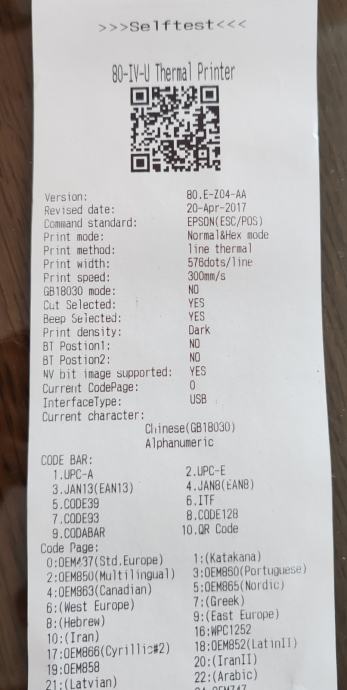 >>>Selftest<<<
80-IV-U Thermal Printer
Version: 80.E-Z04-AA
Revised date: 20-Apr-2017
Command standard: EPSON(ESC/POS)
Print mode: Normal&Hex mode
Print method: line thermal
Print width: 576dots/line
Print speed: 300mm/s
GB18030 mode: NO
Cut Selected: YES
Beep Selected: YES
Print density: Dark
BT Postion1: NO
BT Postion2: NO
NV bit image supported: YES
Current CodePage: 0
InterfaceType: USB
Current character:
Chinese(GB18030)
Alphanumeric
CODE BAR:
1.UPC-A 2.UPC-E
3.JAN13(EAN13) 4.JAN8(EAN8)
5.CODE39 6.ITF
7.CODE93 8.CODE128
9.CODABAR 10.QR Code
Code Page:
0:OEM437(Std.Europe) 1:(Katakana)
2:OEM850(Multilingual) 3:OEM860(Portuguese)
4:OEM863(Canadian) 5:OEM865(Nordic)
6:(West Europe) 7:(Greek)
8:(Hebrew) 9:(East Europe)
10:(Iran) 16:WPC1252
17:OEM866(Cyrillic#2) 18:OEM852(LatinII)
19:OEM858 20:(IranII)
21:(Latvian) 22:(Arabic)